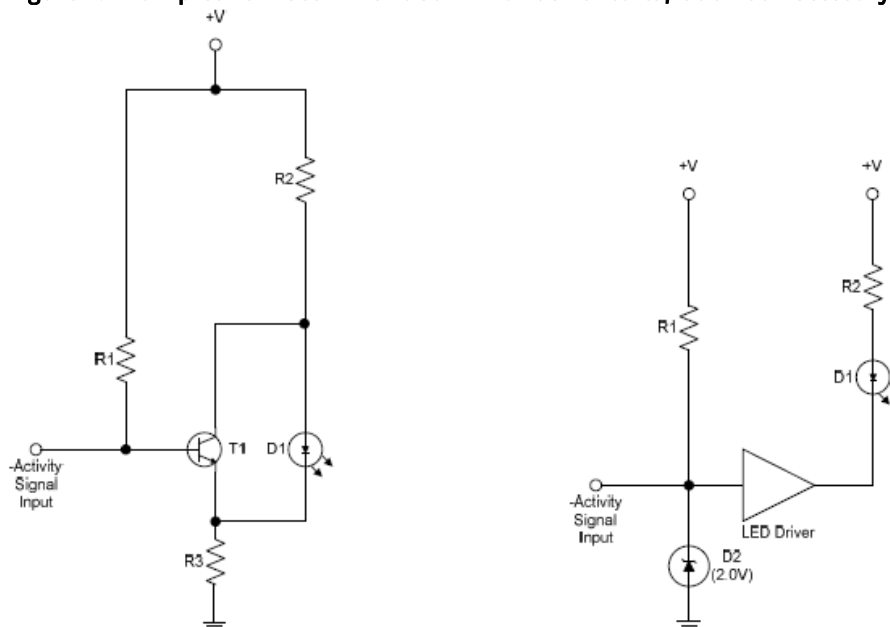 +V
R2
R1
T1
D1
-Activity
Signal
Input
R3
+V
+V
R2
R1
D1
-Activity
Signal
Input
LED Driver
D2
(2.0V)